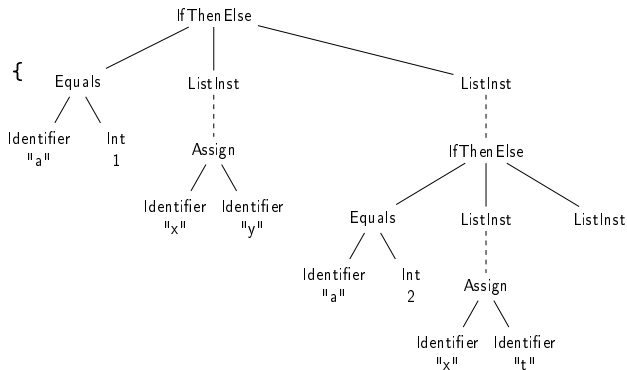 IfThenElse
{
Equals ListInst ListInst
Identifier Int
"a" 1
Assign IfThenElse
Identifier Identifier
"x" "y"
Equals ListInst ListInst
Identifier Int
"a" 2
Assign
Identifier Identifier
"x" "t"